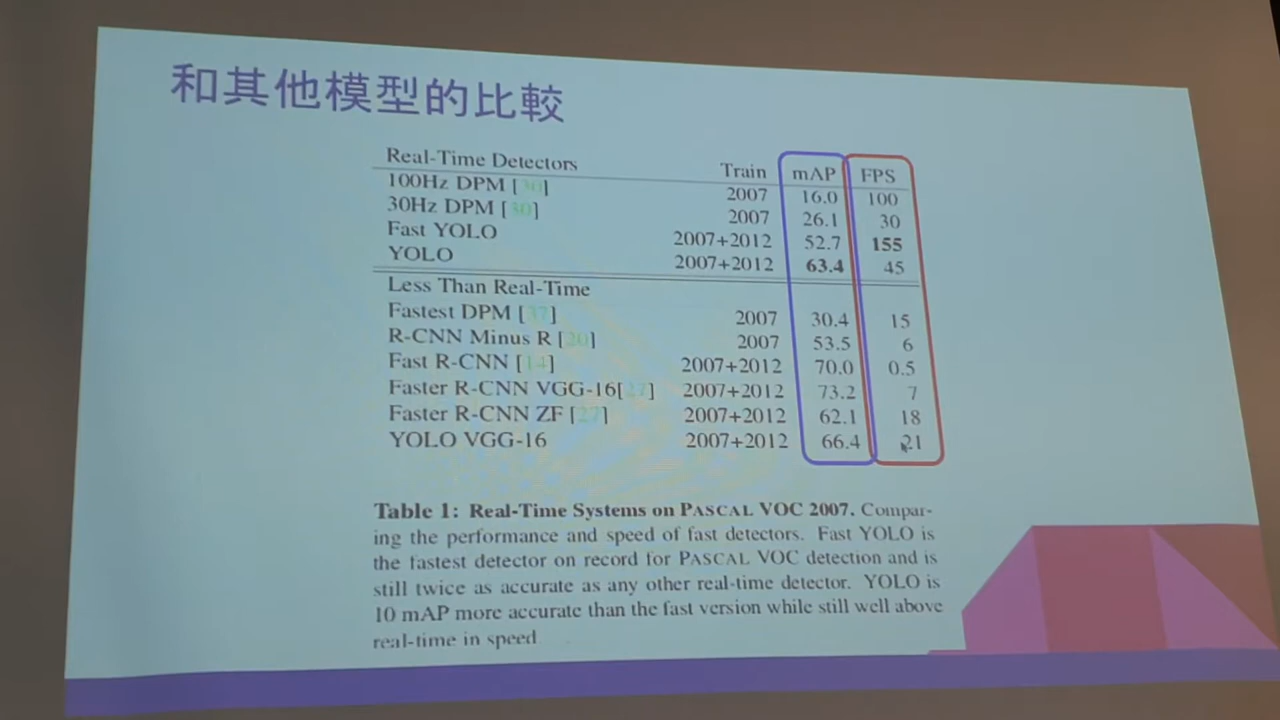 和其他模型的比較
Real-Time Detectors Train mAP FPS
100Hz DPM [30] 2007 16.0 100
30Hz DPM [30] 2007 26.1 30
Fast YOLO 2007+2012 52.7 155
YOLO 2007+2012 63.4 45
Less Than Real-Time
Fastest DPM [37] 2007 30.4 15
R-CNN Minus R [20] 2007 53.5 6
Fast R-CNN [14] 2007+2012 70.0 0.5
Faster R-CNN VGG-16[27] 2007+2012 73.2 7
Faster R-CNN ZF [27] 2007+2012 62.1 18
YOLO VGG-16 2007+2012 66.4 21
Table 1: Real-Time Systems on PASCAL VOC 2007. Compar-
ing the performance and speed of fast detectors. Fast YOLO is
the fastest detector on record for PASCAL VOC detection and is
still twice as accurate as any other real-time detector. YOLO is
10 mAP more accurate than the fast version while still well above
real-time in speed